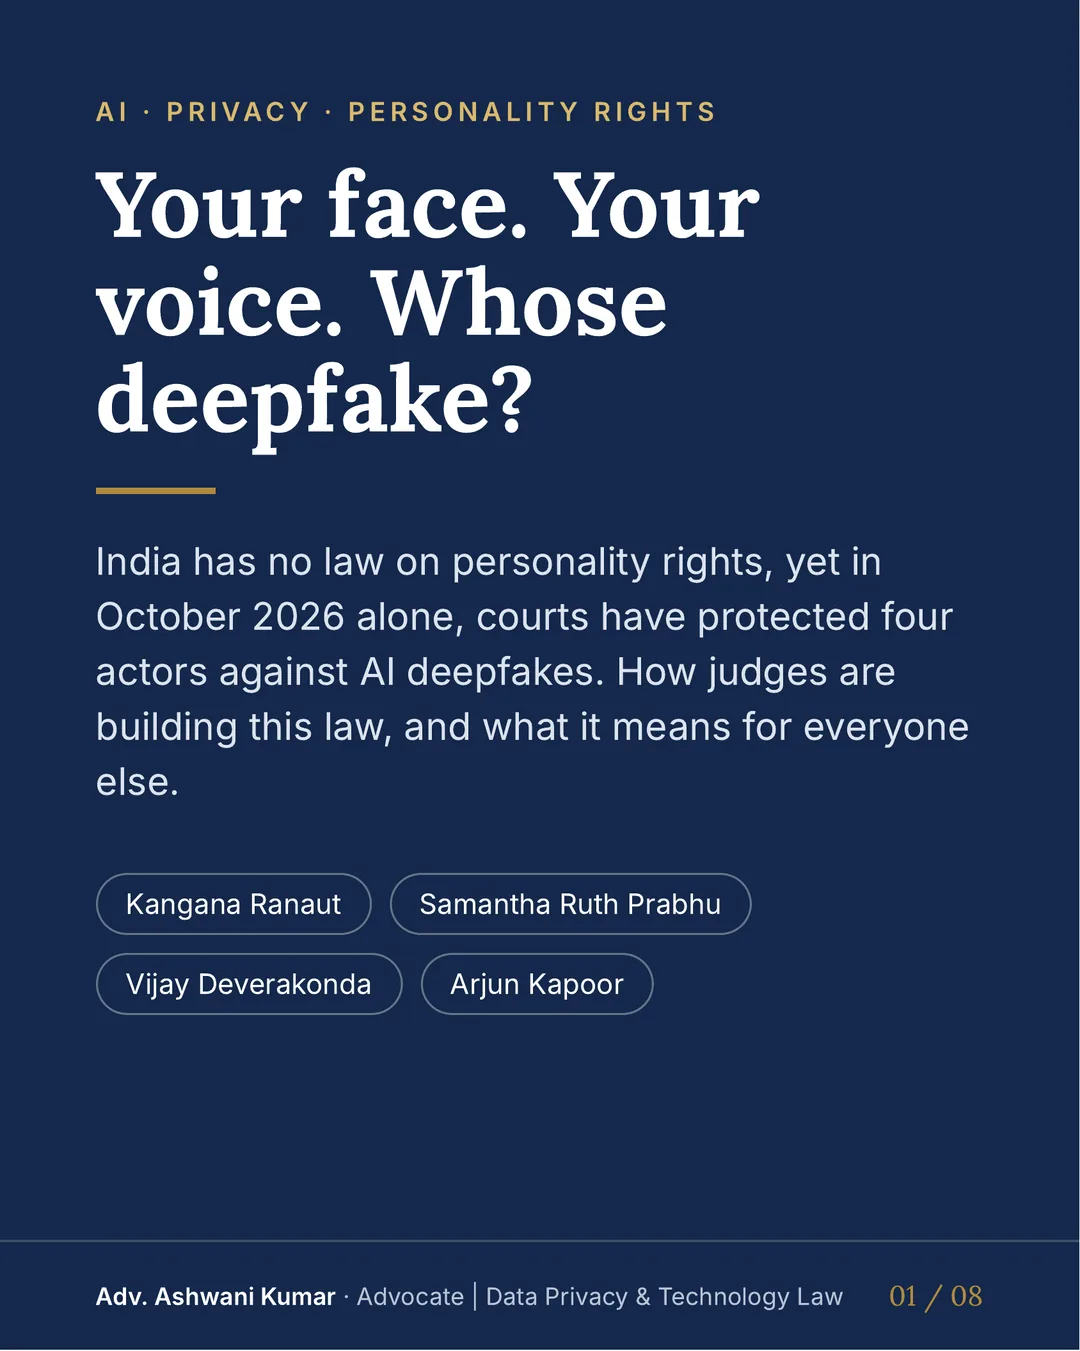 AI · PRIVACY · PERSONALITY RIGHTS
Your face. Your
voice. Whose
deepfake?
India has no law on personality rights, yet in
October 2026 alone, courts have protected four
actors against AI deepfakes. How judges are
building this law, and what it means for everyone
else.
Kangana Ranaut
Samantha Ruth Prabhu
Vijay Deverakonda
Arjun Kapoor
Adv. Ashwani Kumar · Advocate | Data Privacy & Technology Law
01 / 08